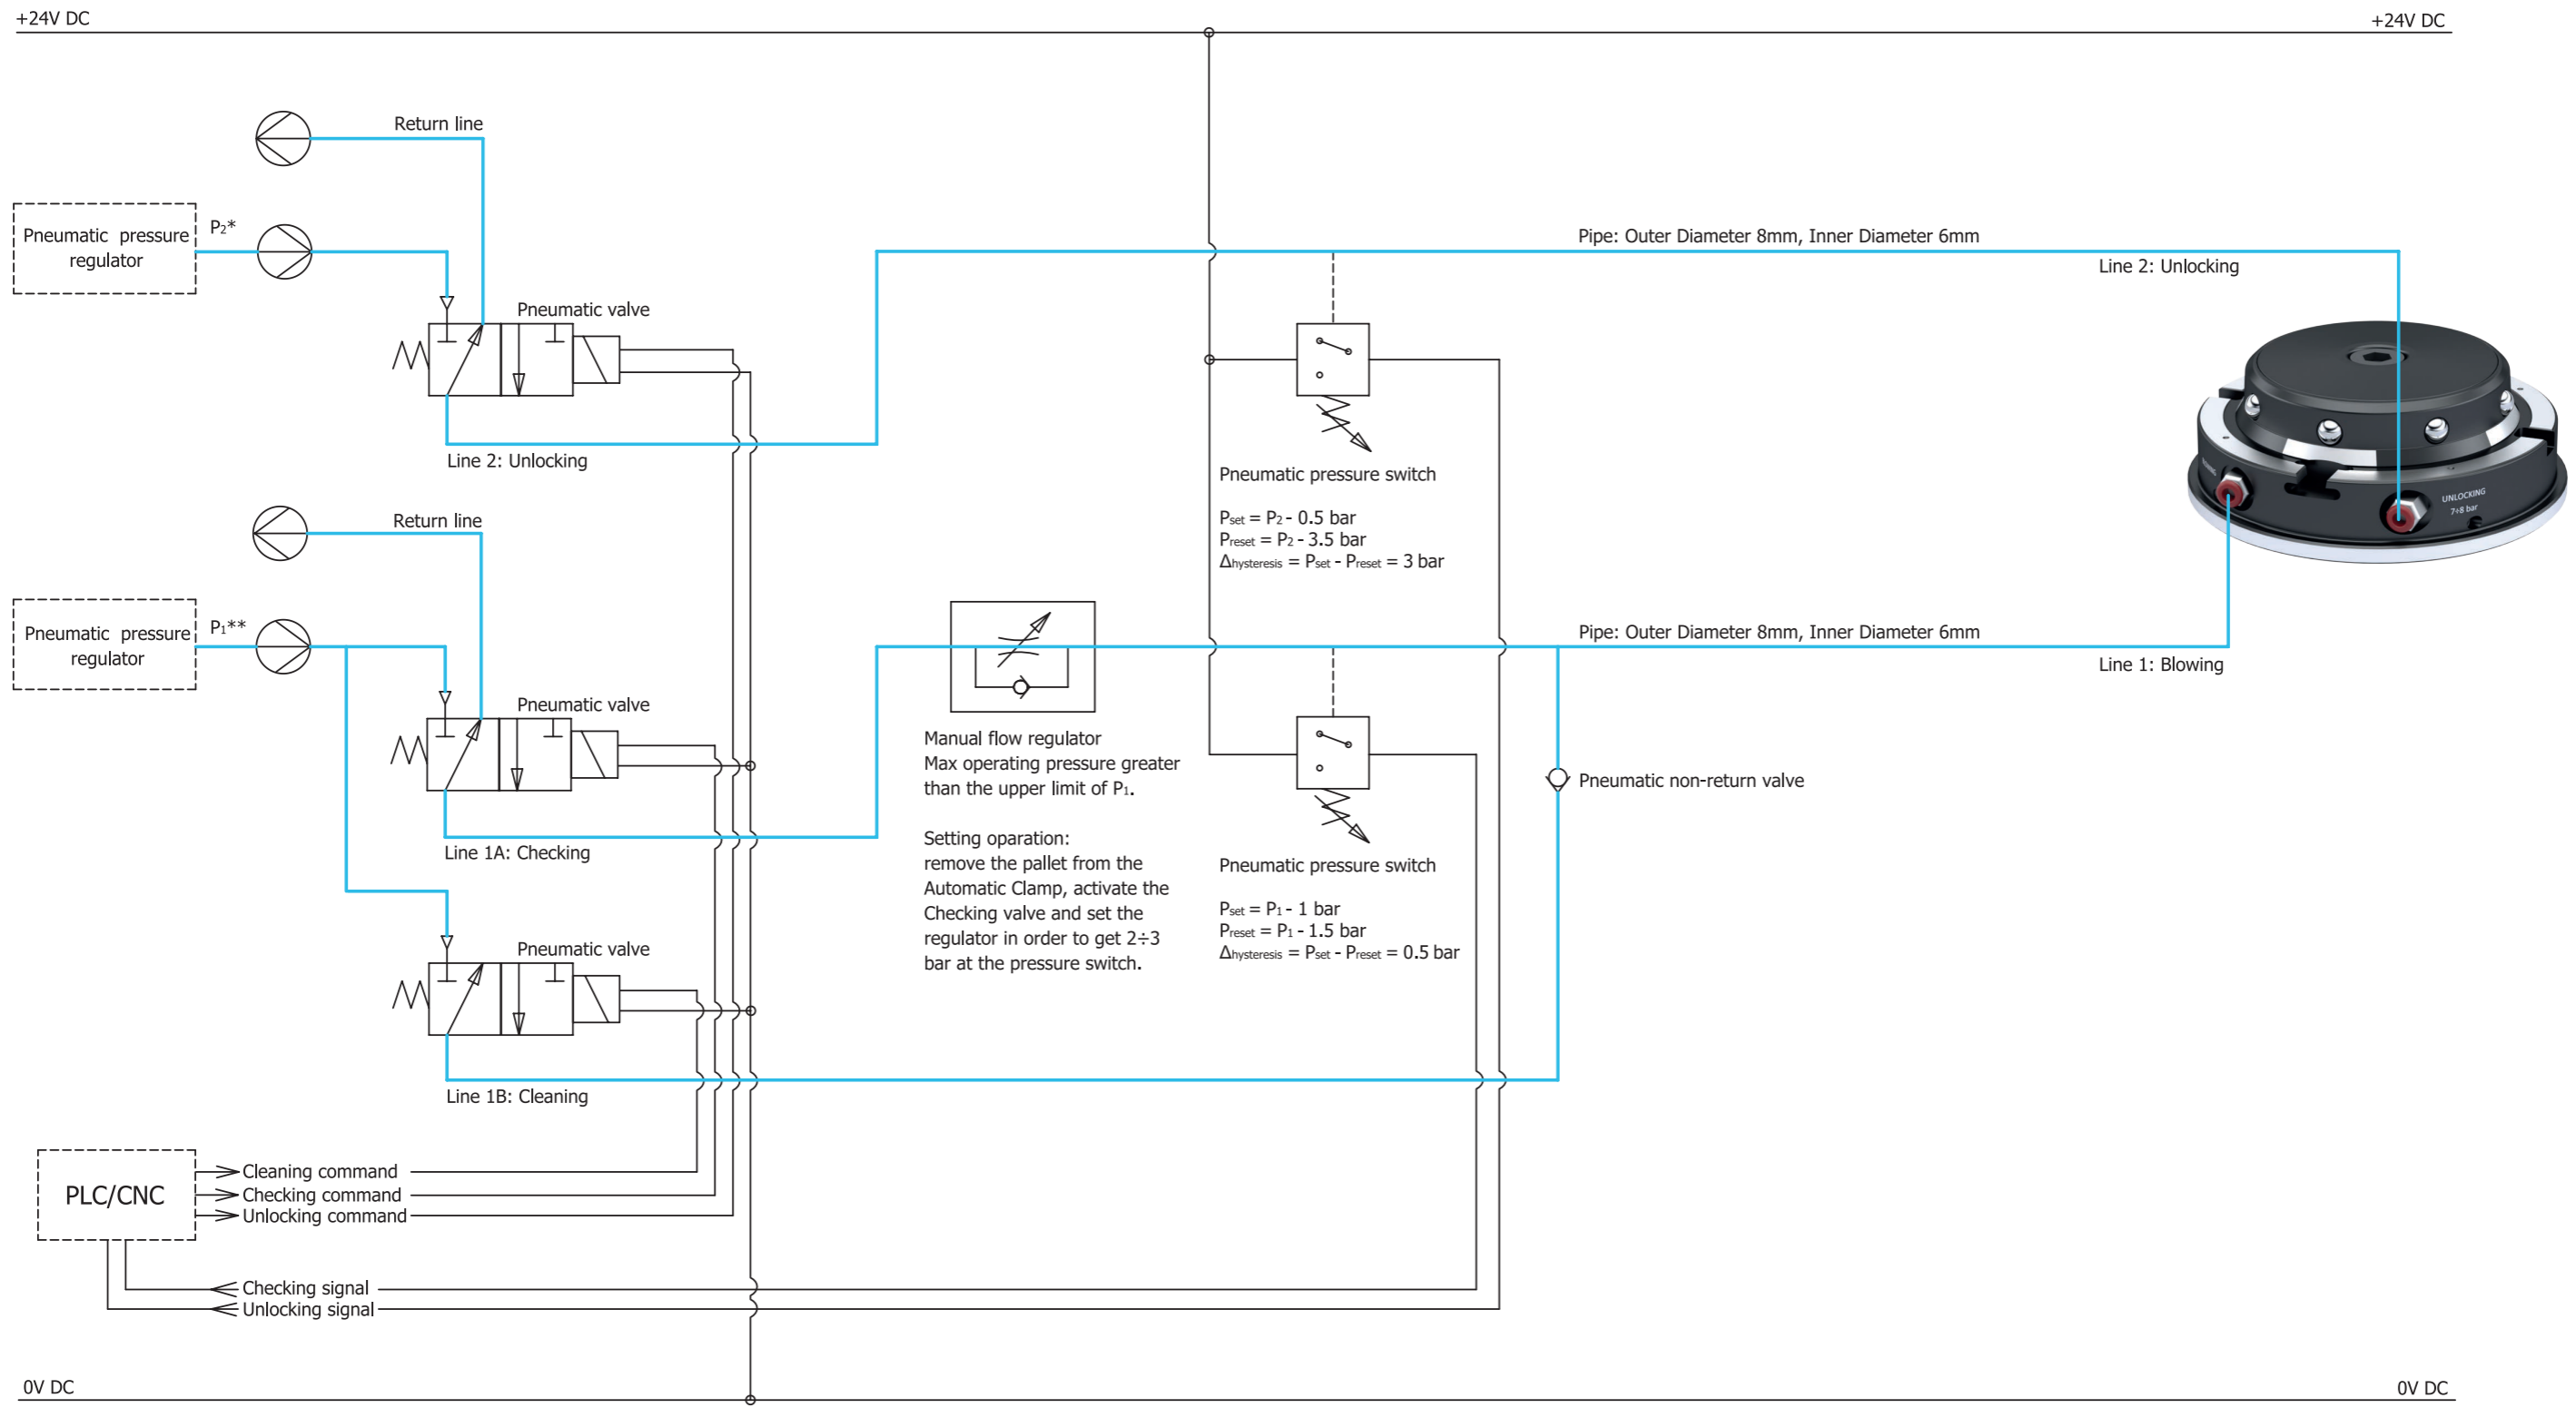 +24V DC
+24V DC
Return line
Pneumatic pressure
regulator
P₂*
Pipe: Outer Diameter 8mm, Inner Diameter 6mm
Line 2: Unlocking
Pneumatic valve
Line 2: Unlocking
Pneumatic pressure switch
Pset = P₂ - 0.5 bar
Preset = P₂ - 3.5 bar
Δhysteresis = Pset - Preset = 3 bar
UNLOCKING
7÷8 bar
Return line
Pneumatic pressure
regulator
P₁**
Pipe: Outer Diameter 8mm, Inner Diameter 6mm
Line 1: Blowing
Pneumatic valve
Line 1A: Checking
Manual flow regulator
Max operating pressure greater
than the upper limit of P₁.
Setting oparation:
remove the pallet from the
Automatic Clamp, activate the
Checking valve and set the
regulator in order to get 2÷3
bar at the pressure switch.
Pneumatic pressure switch
Pset = P₁ - 1 bar
Preset = P₁ - 1.5 bar
Δhysteresis = Pset - Preset = 0.5 bar
Pneumatic non-return valve
Pneumatic valve
Line 1B: Cleaning
PLC/CNC
Cleaning command
Checking command
Unlocking command
Checking signal
Unlocking signal
0V DC
0V DC